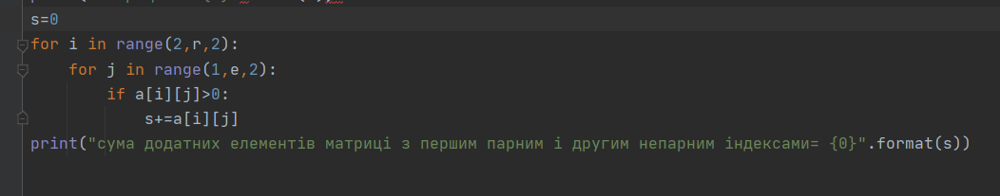 s=0
for i in range(2,r,2):
    for j in range(1,e,2):
        if a[i][j]>0:
            s+=a[i][j]
print("сума додатних елементів матриці з першим парним і другим непарним індексами= {0}".format(s))